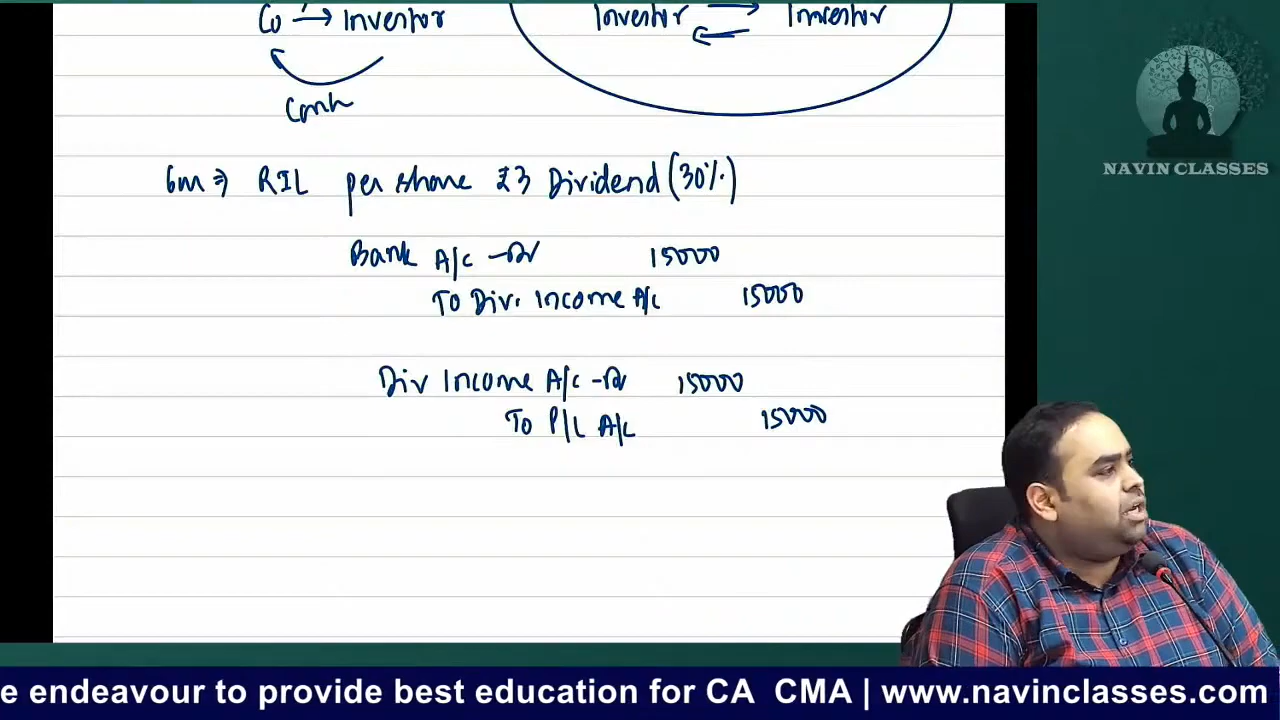 Co → Investor
Investor → ← Investor
Cash
6m ⇒ RIL per share ₹3 Dividend (30%)
Bank A/c - Dr 15000
To Div. Income A/c 15000
Div Income A/c - Dr 15000
To P/L A/c 15000
NAVIN CLASSES
e endeavour to provide best education for CA CMA | www.navinclasses.com